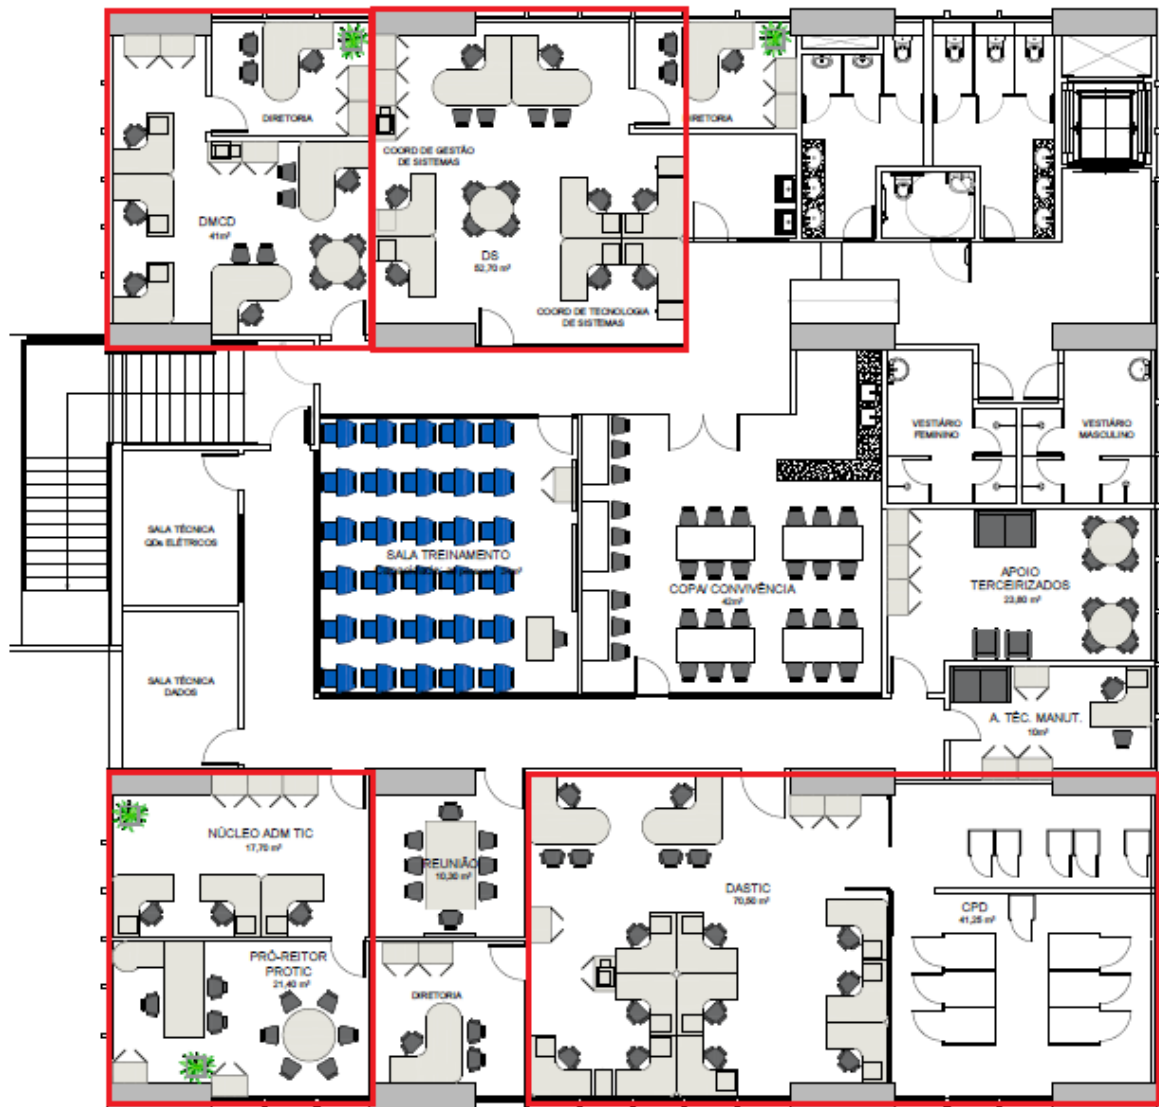 DIRETORIA
COORD DE GESTÃO
DE SISTEMAS
DIRETORIA
DMCD
41m²
DS
52,70 m²
COORD DE TECNOLOGIA
DE SISTEMAS
VESTIÁRIO
FEMININO
VESTIÁRIO
MASCULINO
SALA TÉCNICA
QDs ELÉTRICOS
SALA TREINAMENTO
COPA/ CONVIVÊNCIA
42m²
APOIO
TERCEIRIZADOS
23,80 m²
SALA TÉCNICA
DADOS
A. TÉC. MANUT.
10m²
NÚCLEO ADM TIC
17,70 m²
REUNIÃO
10,30 m²
DASTIC
70,50 m²
CPD
41,25 m²
PRÓ-REITOR
PROTIC
21,40 m²
DIRETORIA